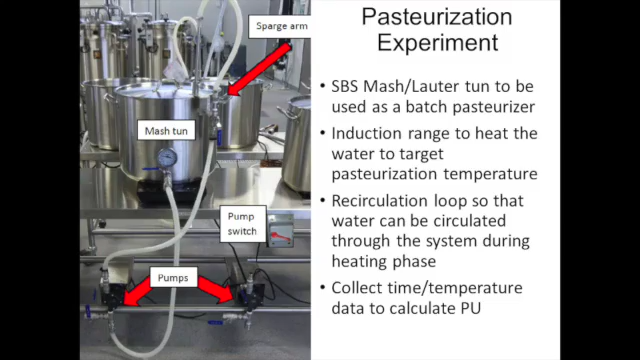 Pasteurization
Experiment
• SBS Mash/Lauter tun to be
used as a batch pasteurizer
• Induction range to heat the
water to target
pasteurization temperature
• Recirculation loop so that
water can be circulated
through the system during
heating phase
• Collect time/temperature
data to calculate PU
Sparge arm
Mash tun
Pump
switch
Pumps